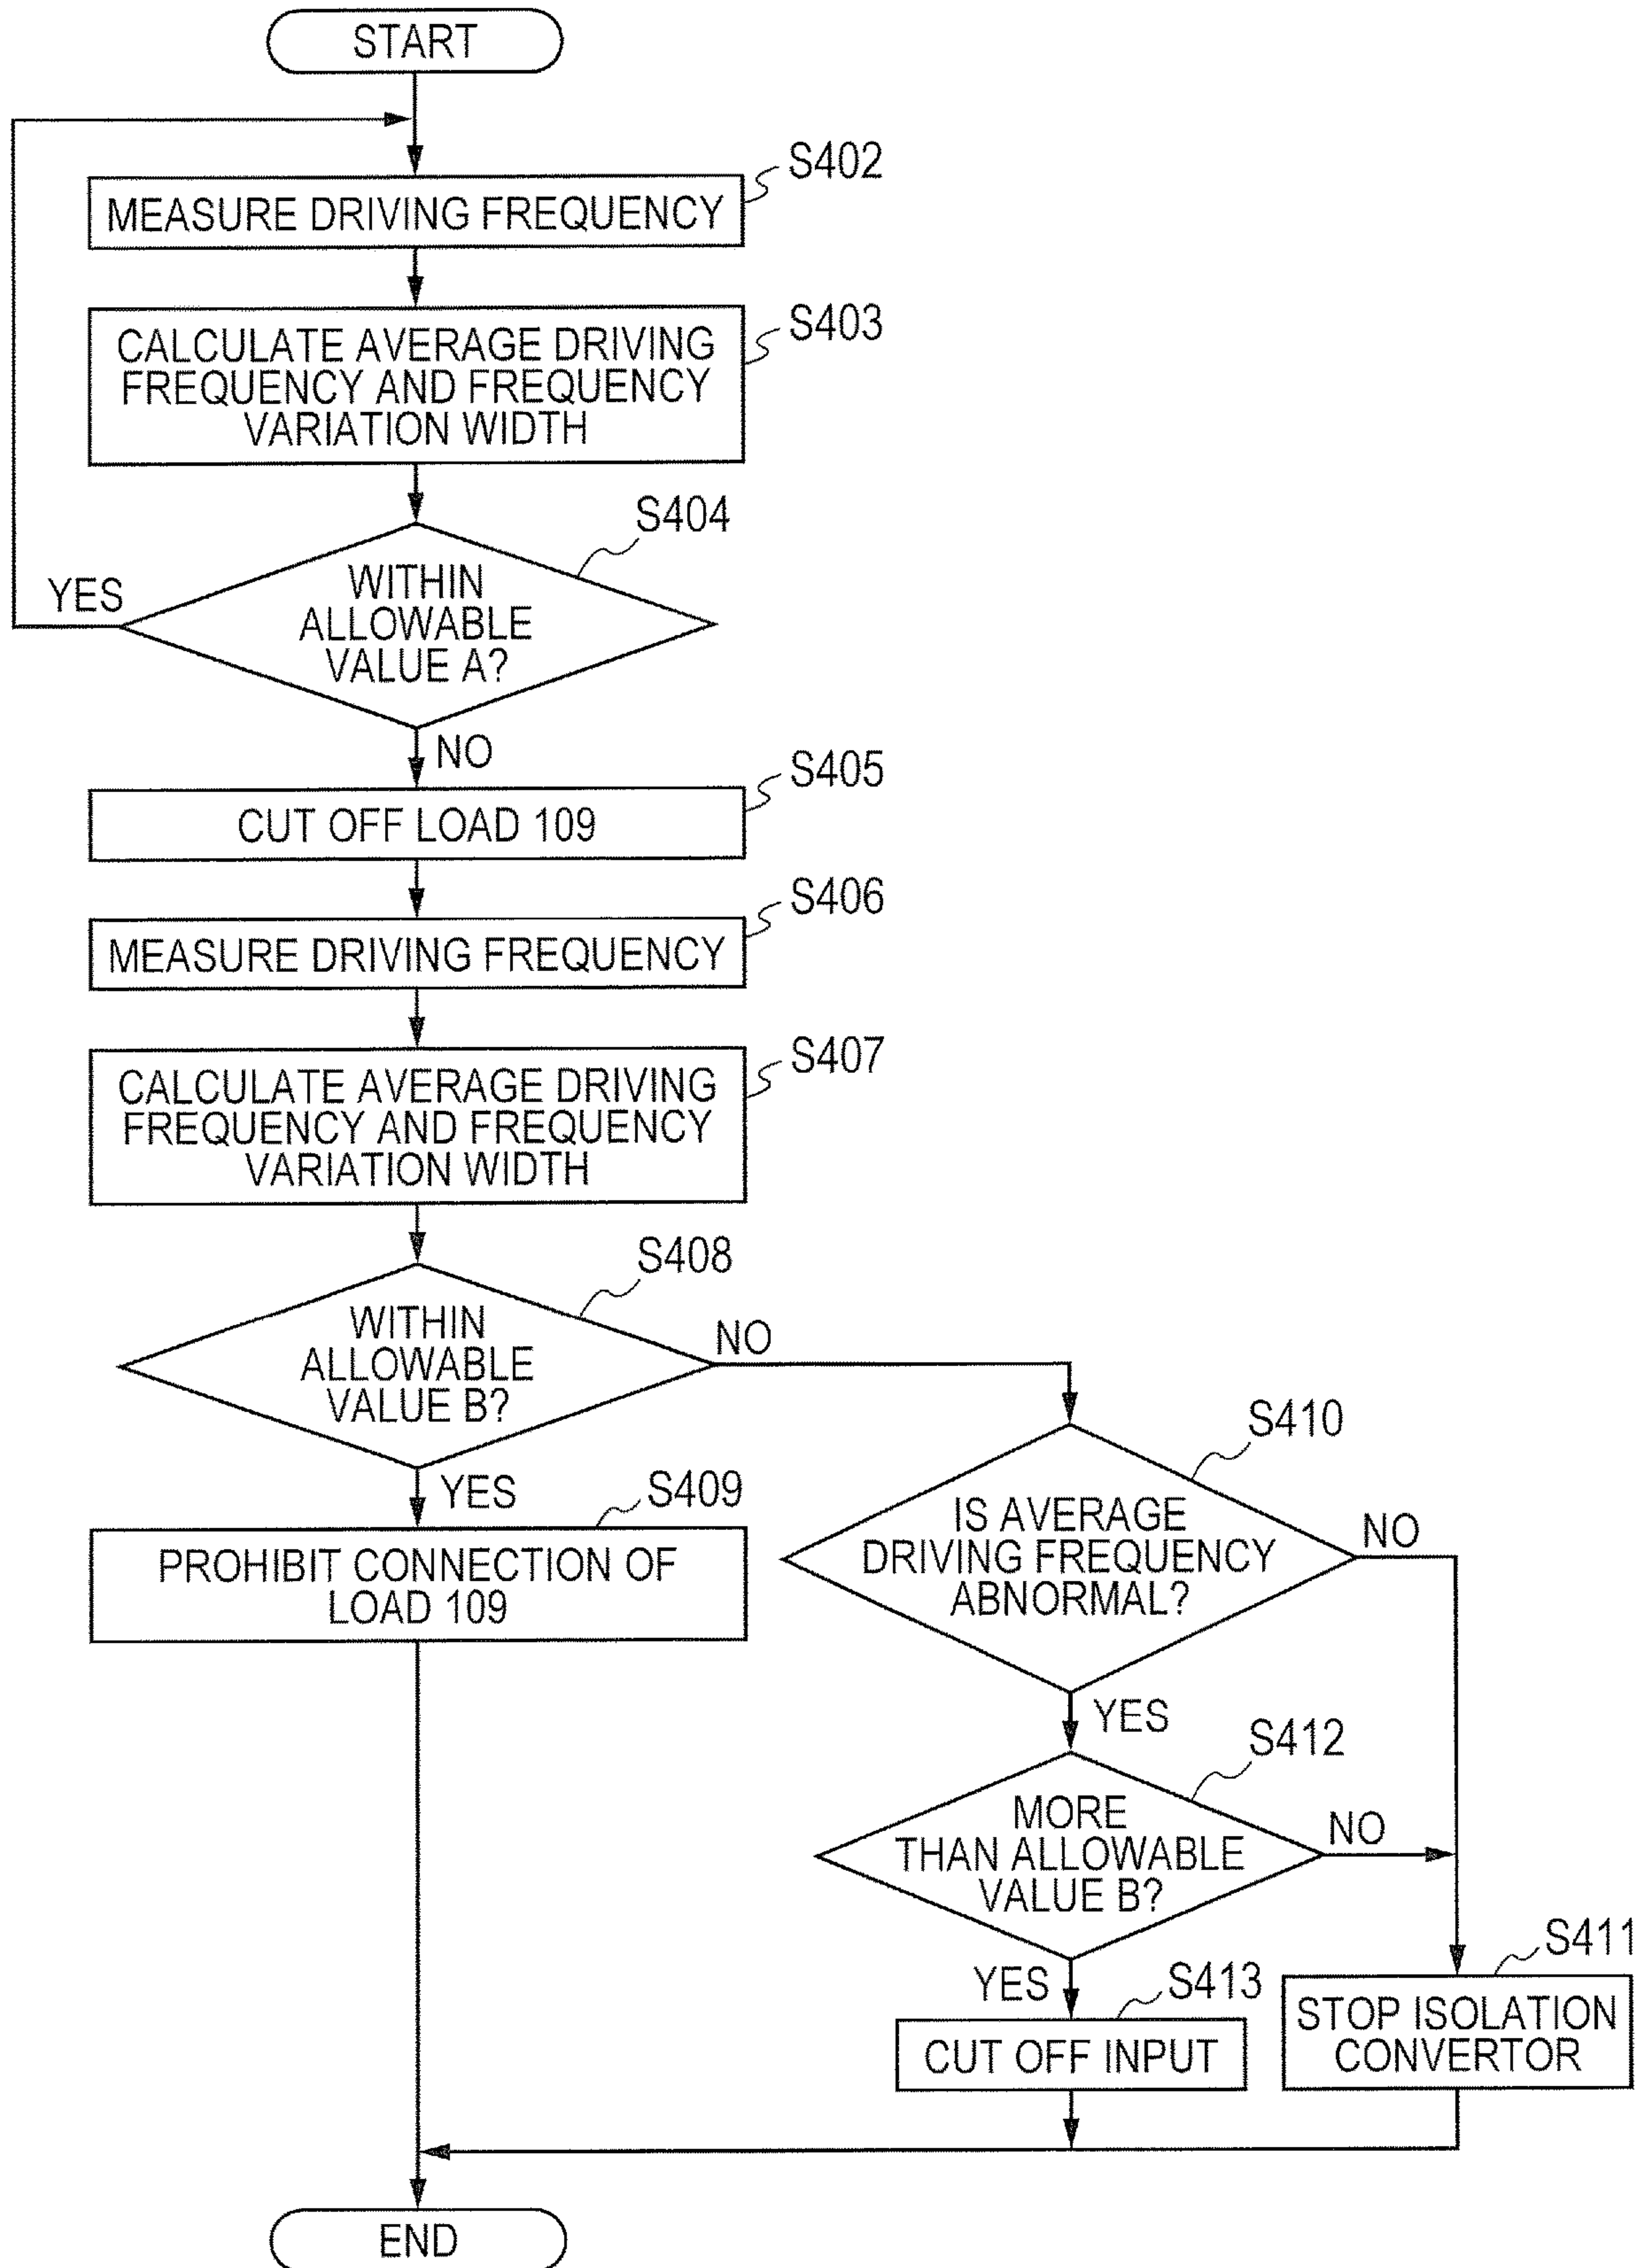 START
S402
MEASURE DRIVING FREQUENCY
S403
CALCULATE AVERAGE DRIVING
FREQUENCY AND FREQUENCY
VARIATION WIDTH
S404
YES
WITHIN
ALLOWABLE
VALUE A?
NO
S405
CUT OFF LOAD 109
S406
MEASURE DRIVING FREQUENCY
S407
CALCULATE AVERAGE DRIVING
FREQUENCY AND FREQUENCY
VARIATION WIDTH
S408
WITHIN
ALLOWABLE
VALUE B?
NO
YES
S409
PROHIBIT CONNECTION OF
LOAD 109
S410
IS AVERAGE
DRIVING FREQUENCY
ABNORMAL?
NO
YES
S412
MORE
THAN ALLOWABLE
VALUE B?
NO
YES
S413
CUT OFF INPUT
S411
STOP ISOLATION
CONVERTOR
END